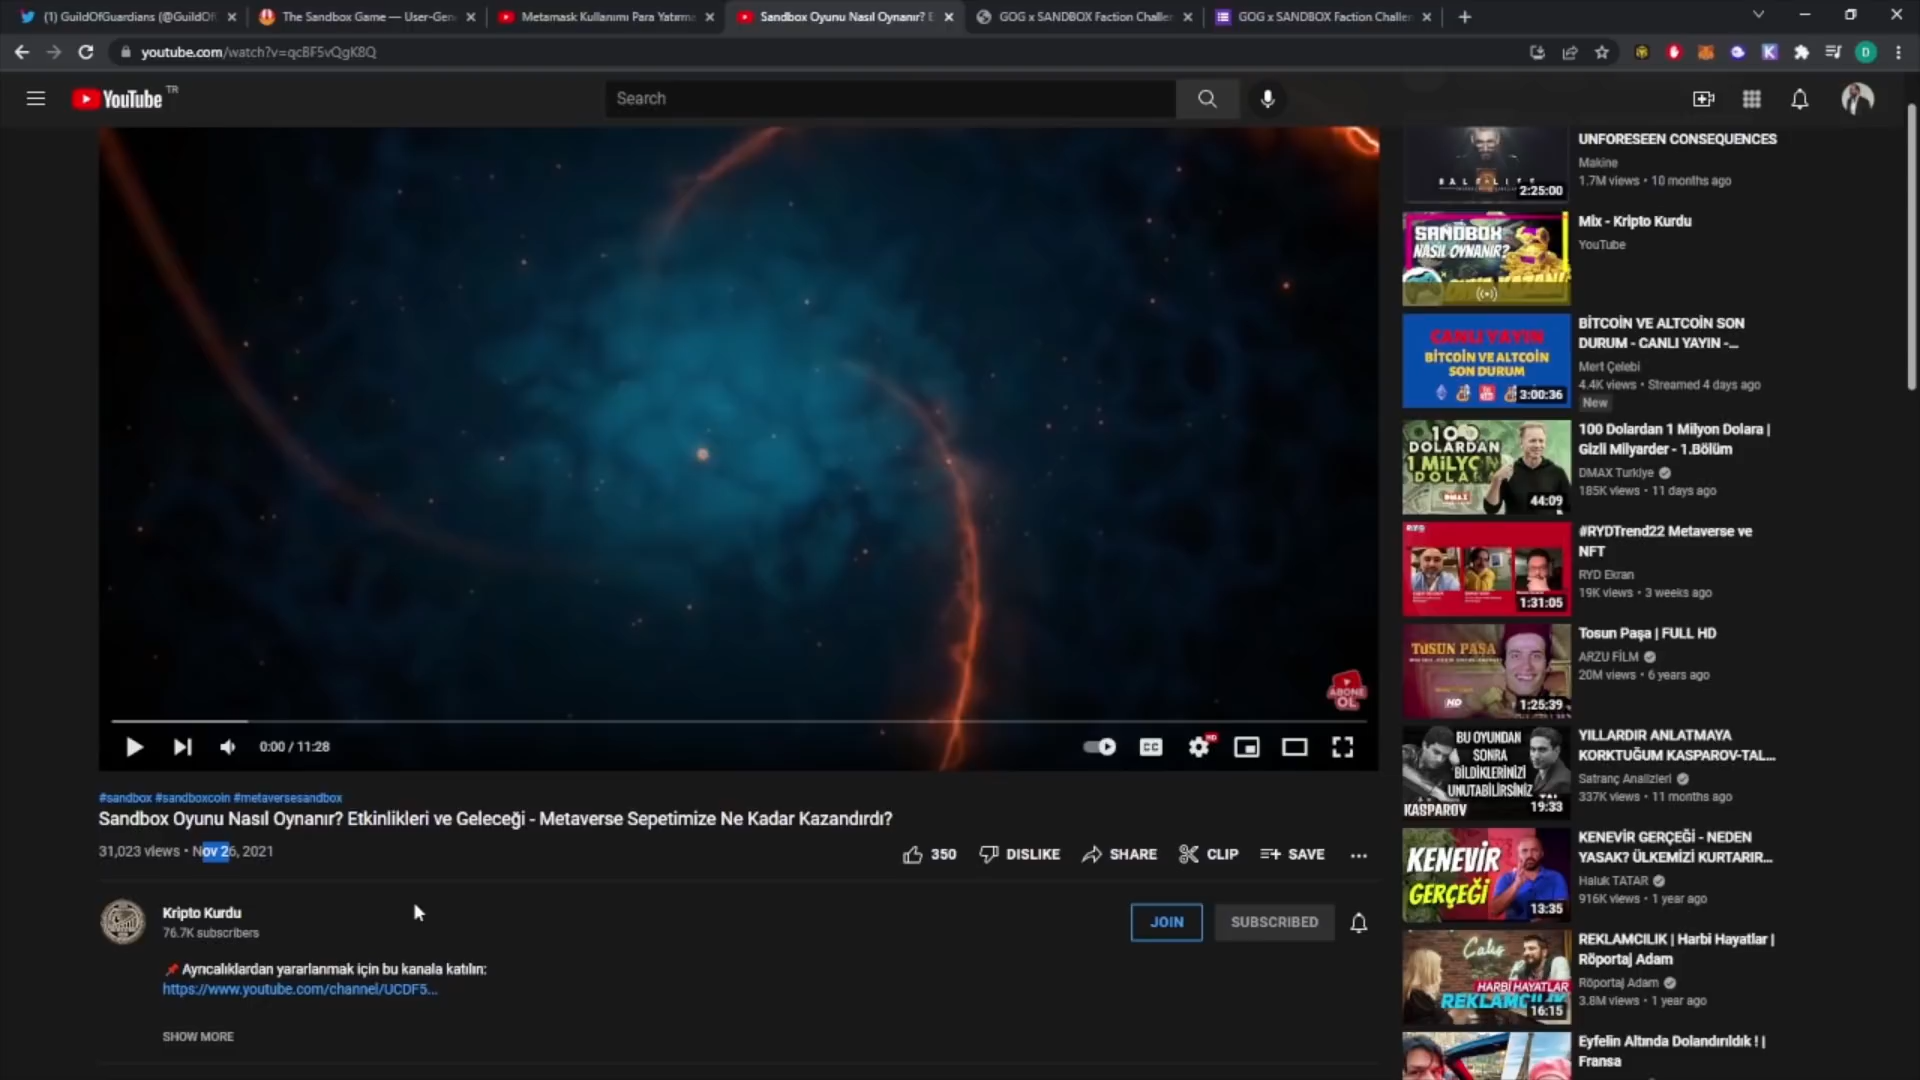 (1) GuildOfGuardians (@GuildOf
The Sandbox Game — User-Gen
Metamask Kullanımı Para Yatırma
Sandbox Oyunu Nasıl Oynanır? E
GOG x SANDBOX Faction Challen
GOG x SANDBOX Faction Challen
youtube.com/watch?v=qcBF5vQgK8Q
YouTube TR
Search
ABONE
OL
0:00 / 11:28
CC
HD
#sandbox #sandboxcoin #metaversesandbox
Sandbox Oyunu Nasıl Oynanır? Etkinlikleri ve Geleceği - Metaverse Sepetimize Ne Kadar Kazandırdı?
31,023 views • Nov 26, 2021
350
DISLIKE
SHARE
CLIP
SAVE
Kripto Kurdu
76.7K subscribers
JOIN
SUBSCRIBED
Ayrıcalıklardan yararlanmak için bu kanala katılın:
https://www.youtube.com/channel/UCDF5...
SHOW MORE
HALF-LIFE
2:25:00
UNFORESEEN CONSEQUENCES
Makine
1.7M views • 10 months ago
SANDBOX
NASIL OYNANIR?
Mix - Kripto Kurdu
YouTube
CANLI YAYIN
BİTCOİN VE ALTCOİN
SON DURUM
3:00:36
BİTCOİN VE ALTCOİN SON
DURUM - CANLI YAYIN -...
Mert Çelebi
4.4K views • Streamed 4 days ago
New
100
DOLARDAN
1 MİLYON
DOLAR
DMAX
44:09
100 Dolardan 1 Milyon Dolara |
Gizli Milyarder - 1.Bölüm
DMAX Turkiye
185K views • 11 days ago
RYD
1:31:05
#RYDTrend22 Metaverse ve
NFT
RYD Ekran
19K views • 3 weeks ago
TOSUN PAŞA
HD
1:25:39
Tosun Paşa | FULL HD
ARZU FİLM
20M views • 6 years ago
BU OYUNDAN
SONRA
BİLDİKLERİNİZİ
UNUTABİLİRSİNİZ
KASPAROV
19:33
YILLARDIR ANLATMAYA
KORKTUĞUM KASPAROV-TAL...
Satranç Analizleri
337K views • 11 months ago
KENEVİR
GERÇEĞİ
13:35
KENEVİR GERÇEĞİ - NEDEN
YASAK? ÜLKEMİZİ KURTARIR...
Haluk TATAR
916K views • 1 year ago
Calış
HARBİ HAYATLAR
REKLAMCILIK
16:15
REKLAMCILIK | Harbi Hayatlar |
Röportaj Adam
Röportaj Adam
3.8M views • 1 year ago
Eyfelin Altında Dolandırıldık ! |
Fransa